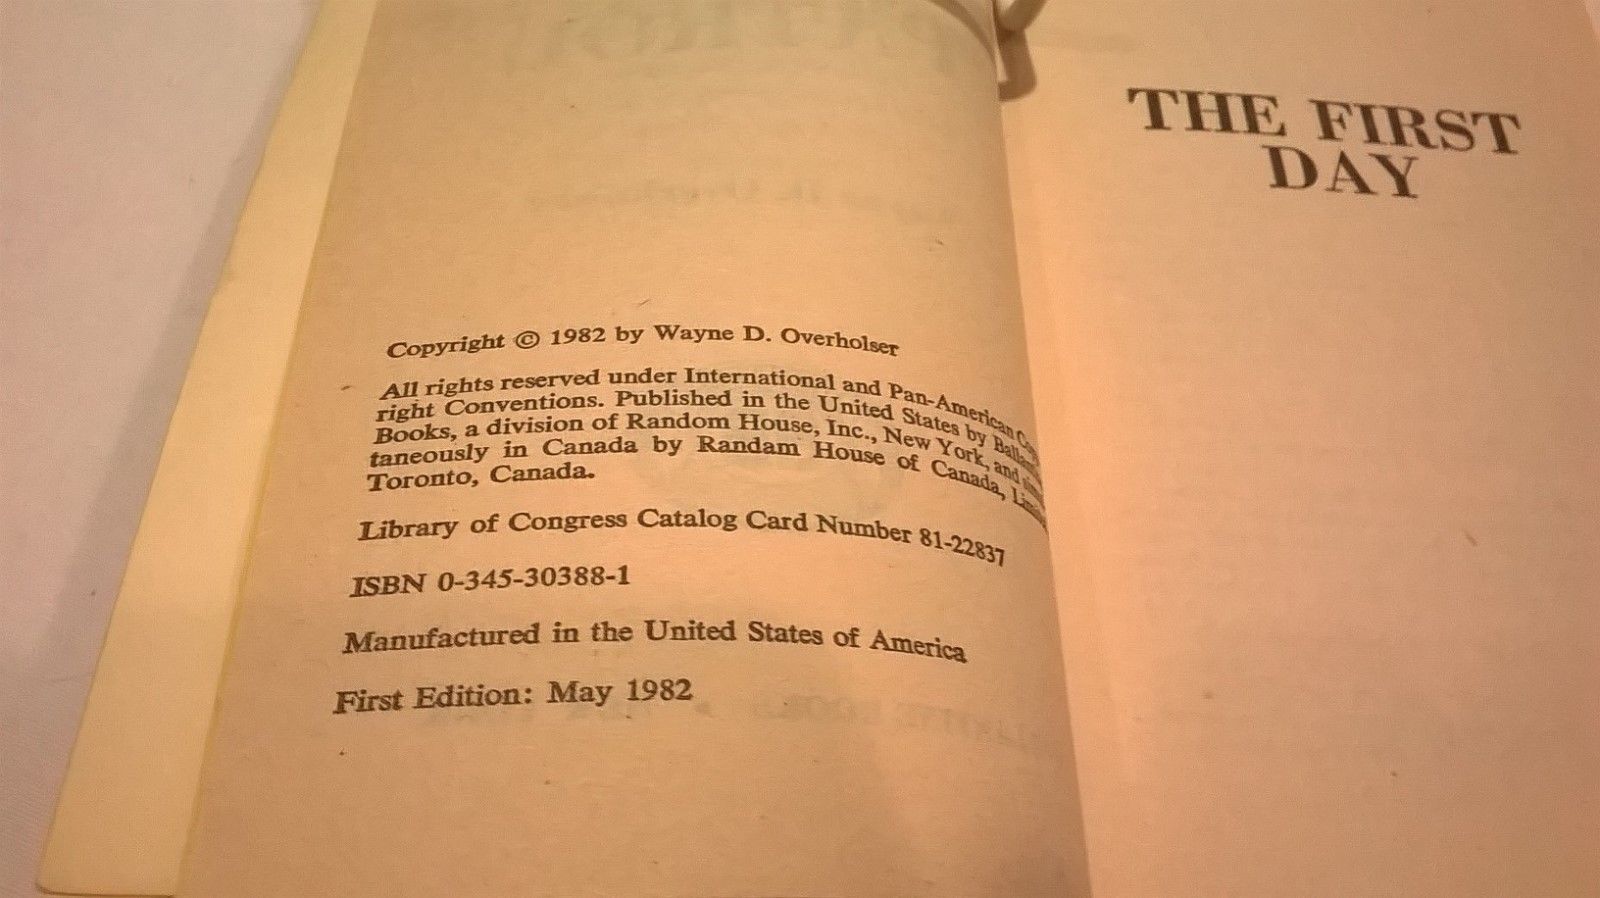 Copyright © 1982 by Wayne D. Overholser
All rights reserved under International and Pan-American
right Conventions. Published in the United States by
Books, a division of Random House, Inc., New York, and
taneously in Canada by Randam House of Canada,
Toronto, Canada.
Library of Congress Catalog Card Number 81-22837
ISBN 0-345-30388-1
Manufactured in the United States of America
First Edition: May 1982
THE FIRST
DAY